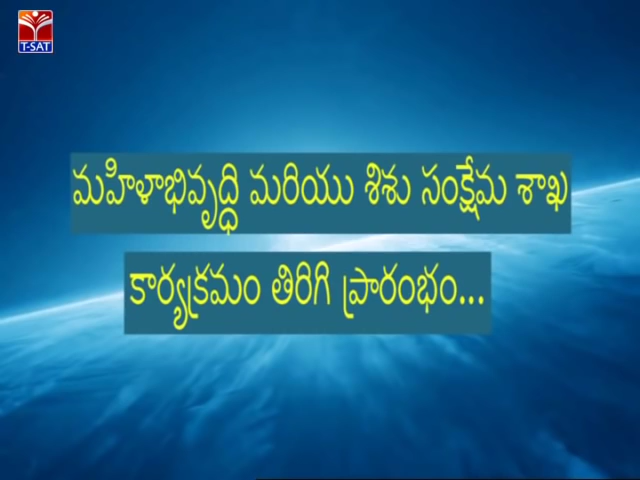 T-SAT
మహిళాభివృద్ధి మరియు శిశు సంక్షేమ శాఖ
కార్యక్రమం తిరిగి ప్రారంభం...